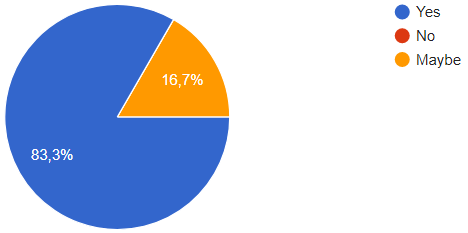 Yes
No
Maybe
16,7%
83,3%